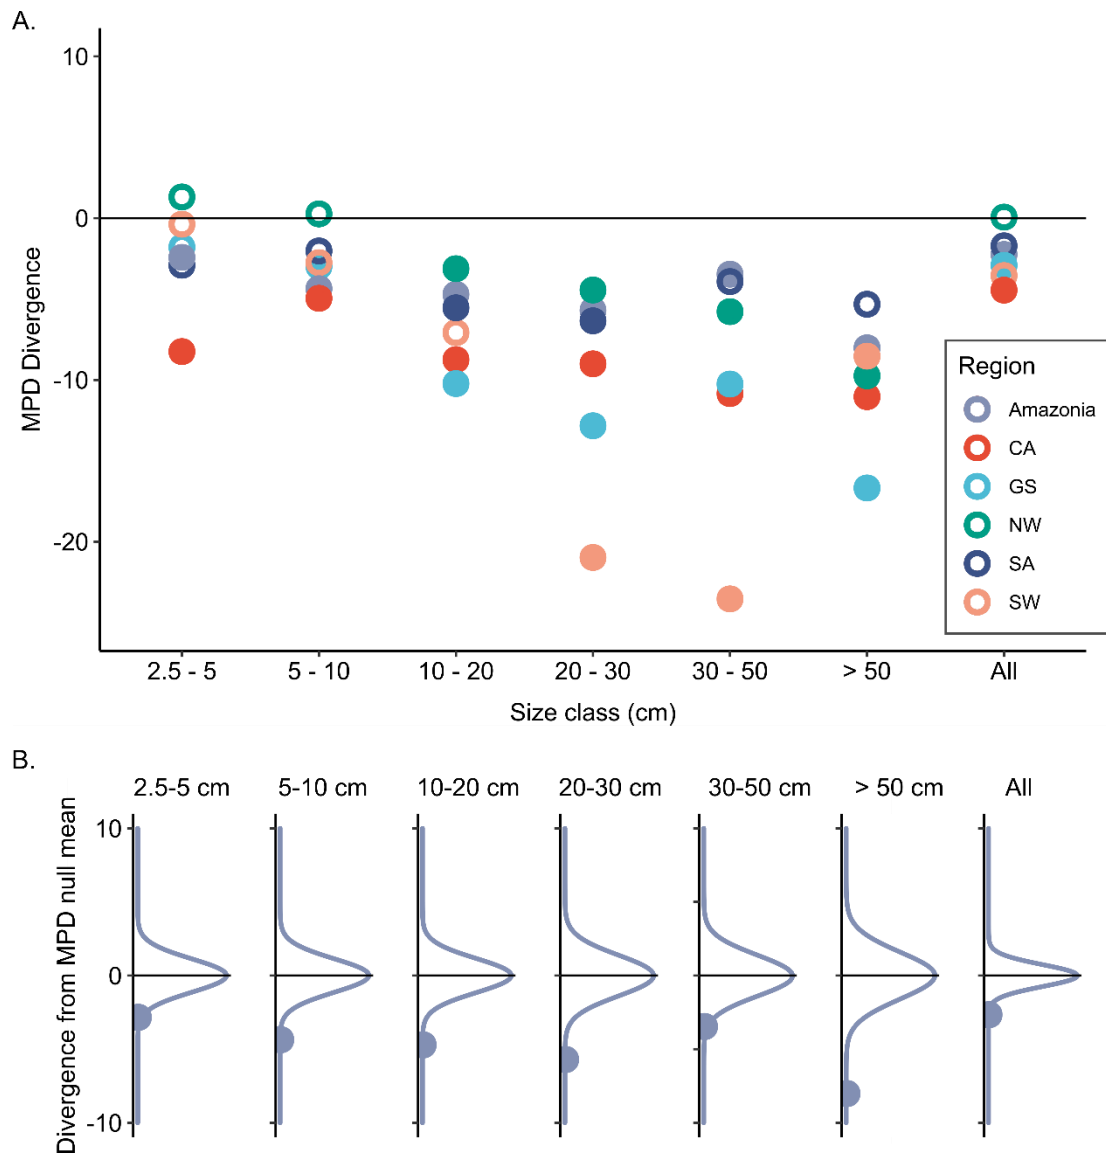 A.
10
0
-10
-20
MPD Divergence
2.5 - 5
5 - 10
10 - 20
20 - 30
30 - 50
> 50
All
Size class (cm)
Region
Amazonia
CA
GS
NW
SA
SW
B.
2.5-5 cm
5-10 cm
10-20 cm
20-30 cm
30-50 cm
> 50 cm
All
10
0
-10
Divergence from MPD null mean